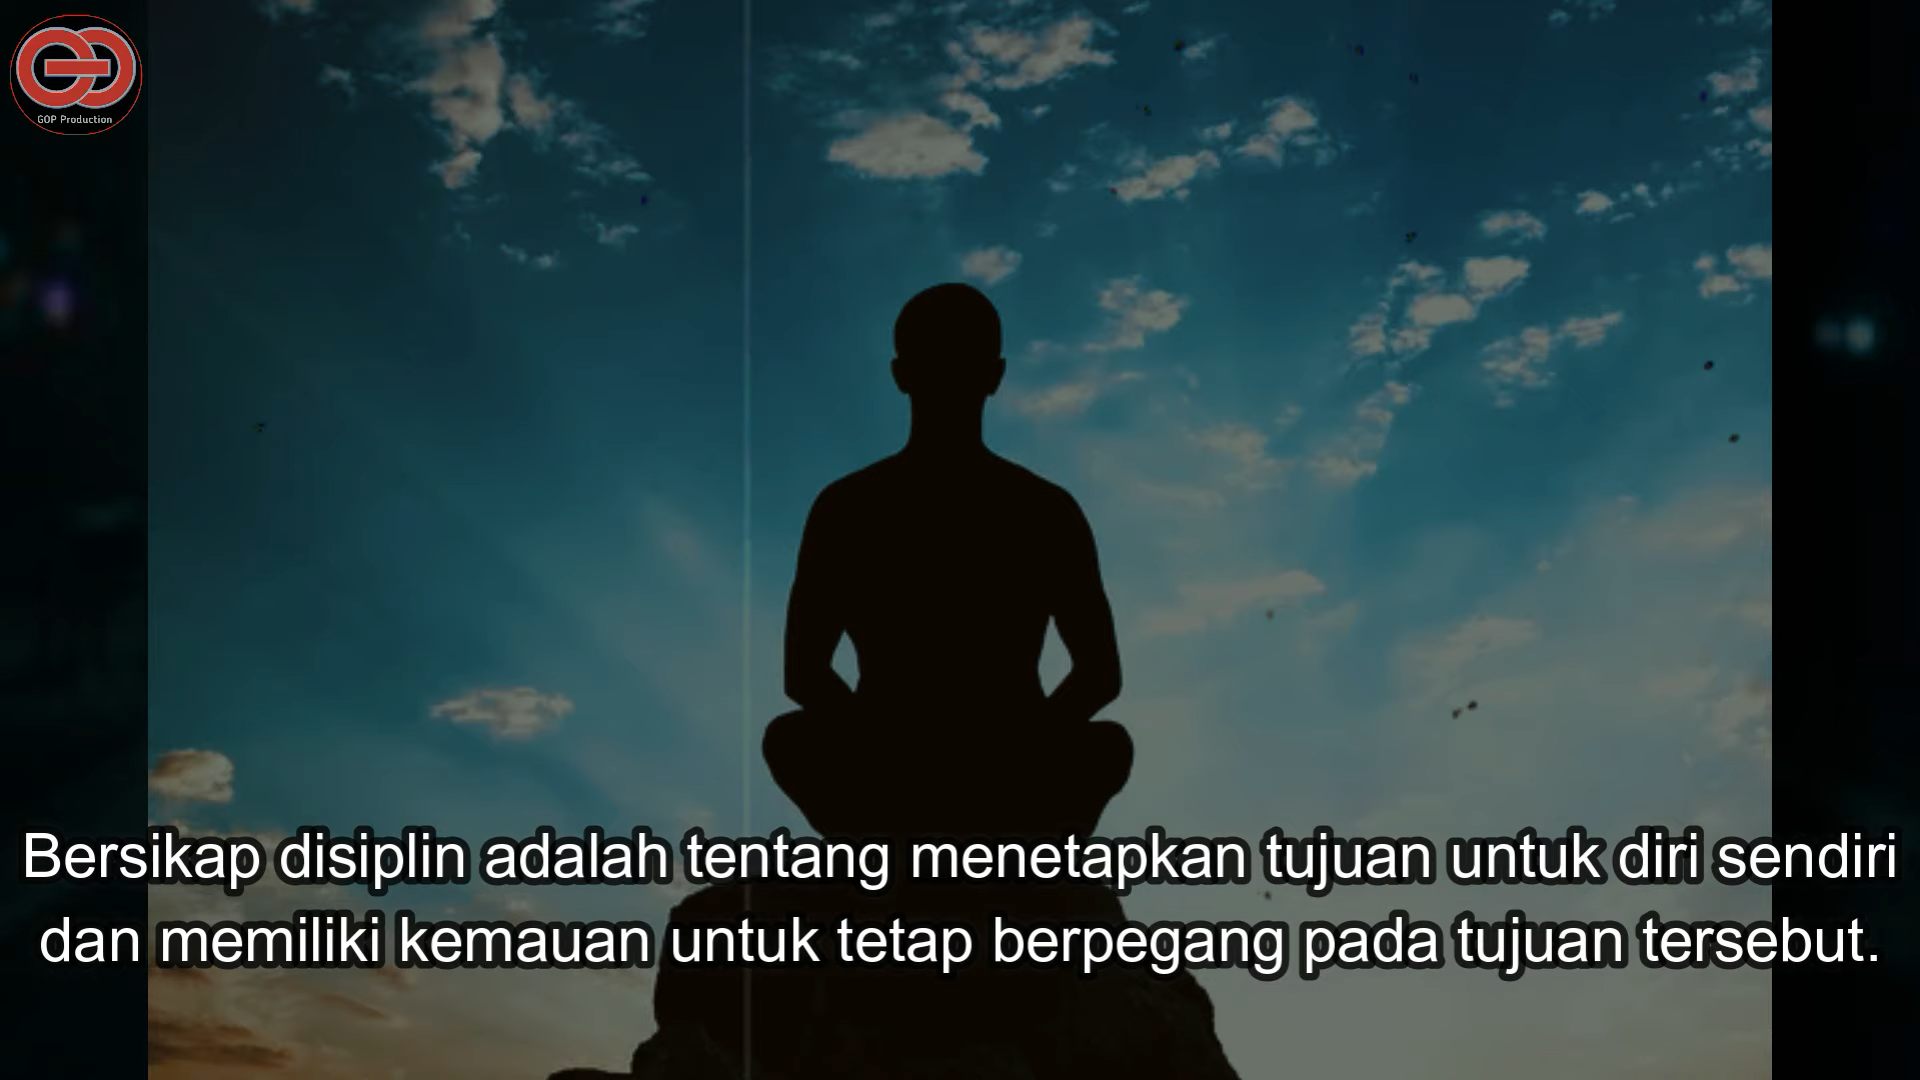 GOP Production
Bersikap disiplin adalah tentang menetapkan tujuan untuk diri sendiri
dan memiliki kemauan untuk tetap berpegang pada tujuan tersebut.